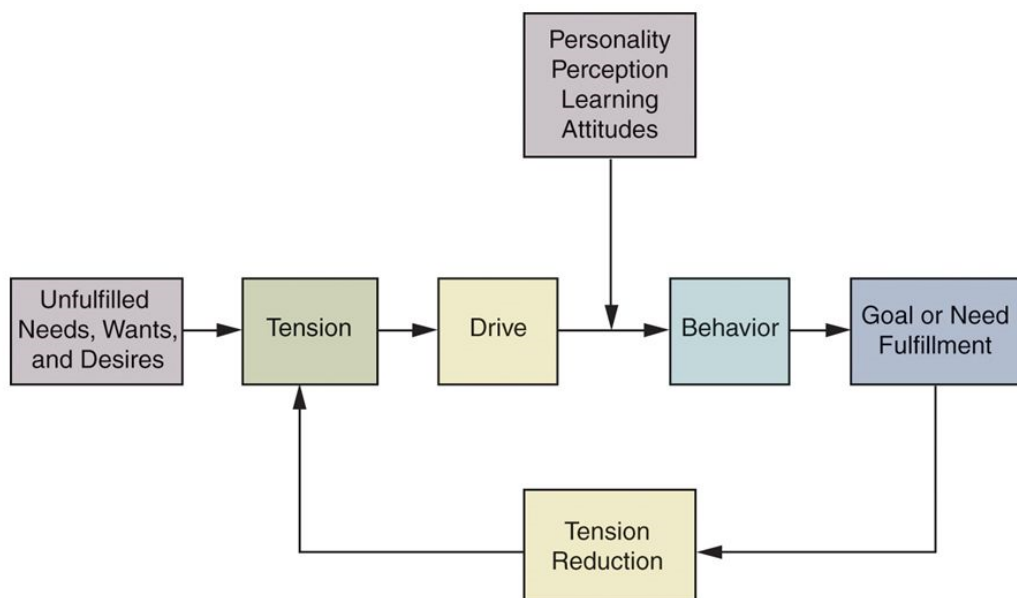 Personality
Perception
Learning
Attitudes
Unfulfilled
Needs, Wants,
and Desires
Tension
Drive
Behavior
Goal or Need
Fulfillment
Tension
Reduction